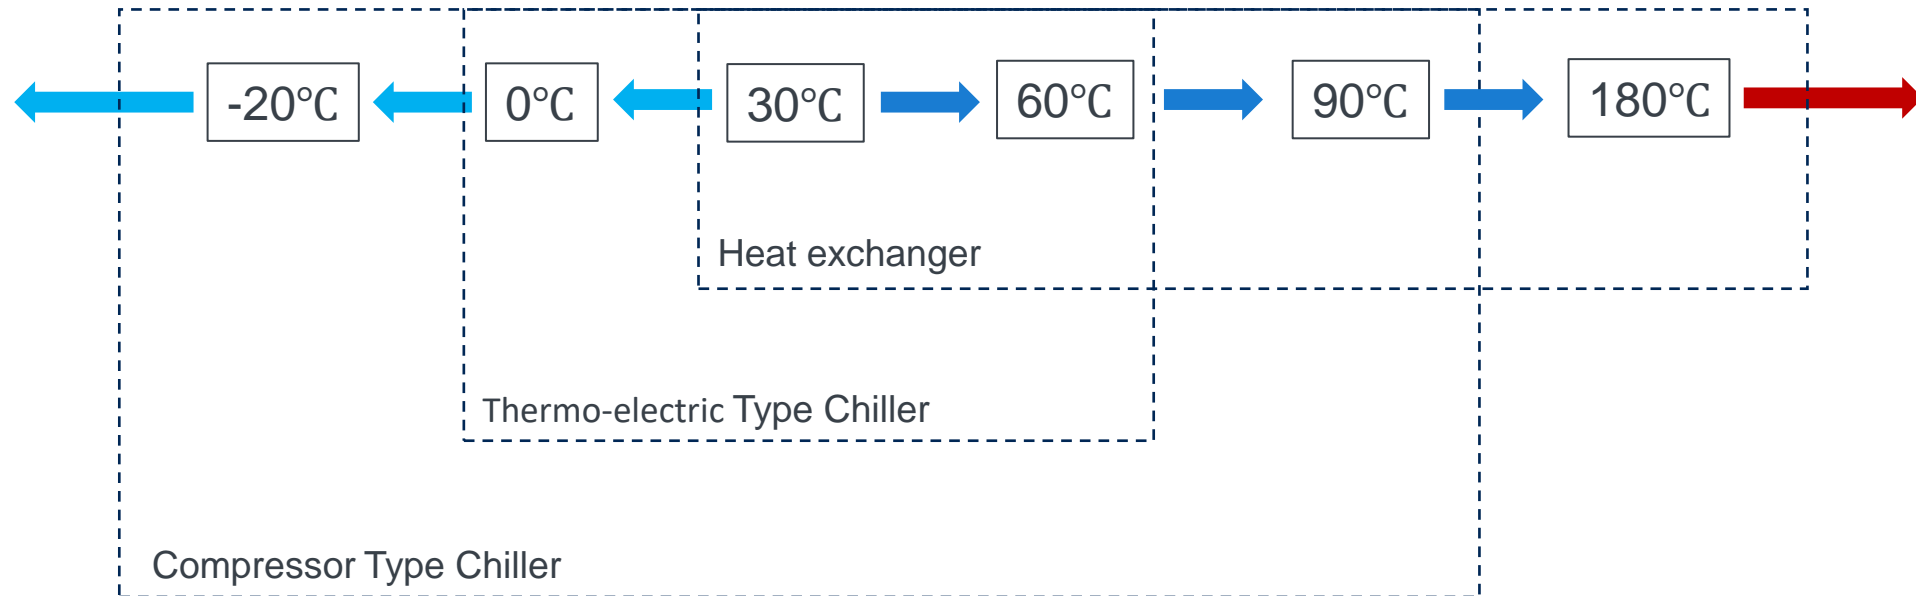 -20℃
0℃
30℃
60℃
90℃
180℃
Heat exchanger
Thermo-electric Type Chiller
Compressor Type Chiller